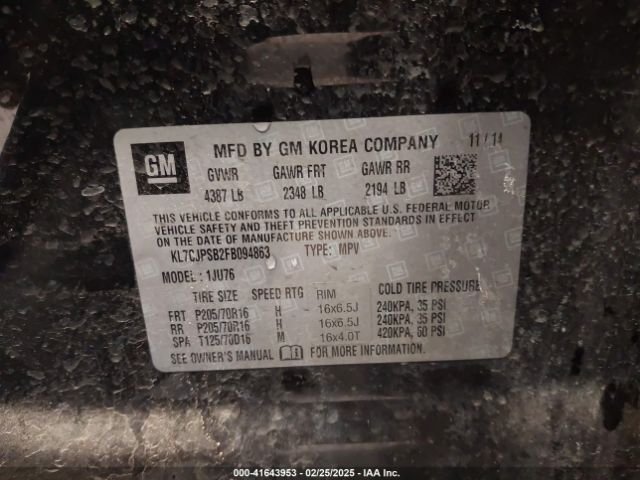 GM
MFD BY GM KOREA COMPANY 11/14
GVWR GAWR FRT GAWR RR
4387 LB 2348 LB 2194 LB
THIS VEHICLE CONFORMS TO ALL APPLICABLE U.S. FEDERAL MOTOR
VEHICLE SAFETY AND THEFT PREVENTION STANDARDS IN EFFECT
ON THE DATE OF MANUFACTURE SHOWN ABOVE.
KL7CJPSB2FB094863 TYPE: MPV
MODEL: 1JU76
TIRE SIZE SPEED RTG RIM COLD TIRE PRESSURE
FRT P205/70R16 H 16x6.5J 240KPA, 35 PSI
RR P205/70R16 H 16x6.5J 240KPA, 35 PSI
SPA T125/70D16 M 16x4.0T 420KPA, 60 PSI
SEE OWNER'S MANUAL FOR MORE INFORMATION.
000-41643953 - 02/25/2025 - IAA Inc.